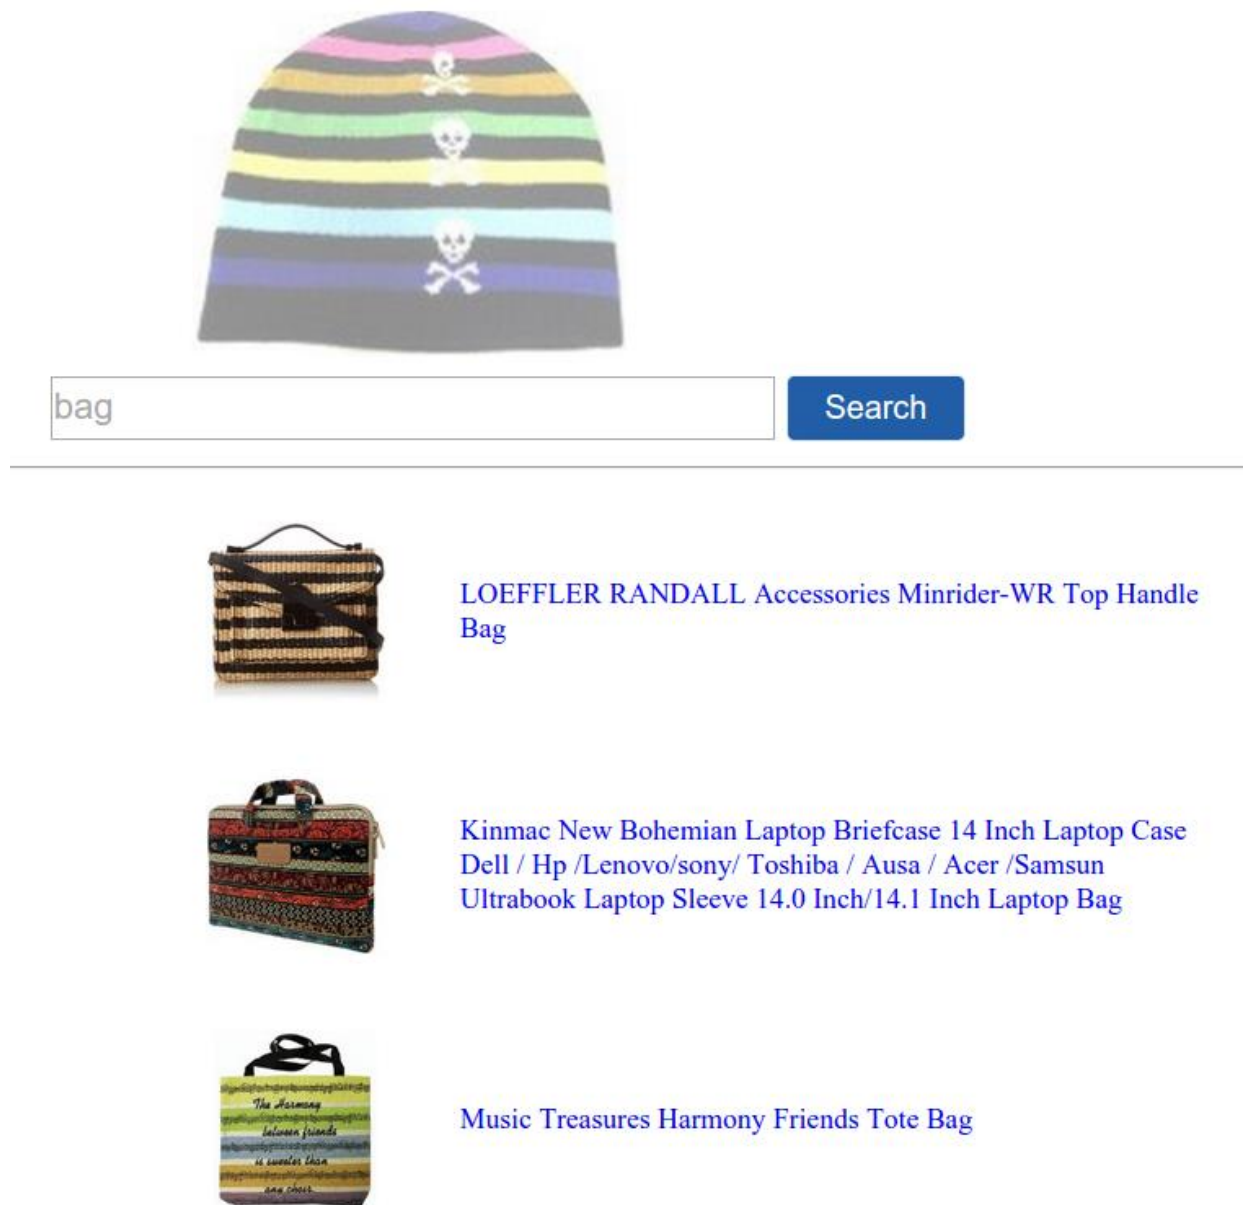 bag
Search
LOEFFLER RANDALL Accessories Minrider-WR Top Handle
Bag
Kinmac New Bohemian Laptop Briefcase 14 Inch Laptop Case
Dell / Hp /Lenovo/sony/ Toshiba / Ausa / Acer /Samsun
Ultrabook Laptop Sleeve 14.0 Inch/14.1 Inch Laptop Bag
The Harmony
between friends
is sweeter than
any choir.
Music Treasures Harmony Friends Tote Bag